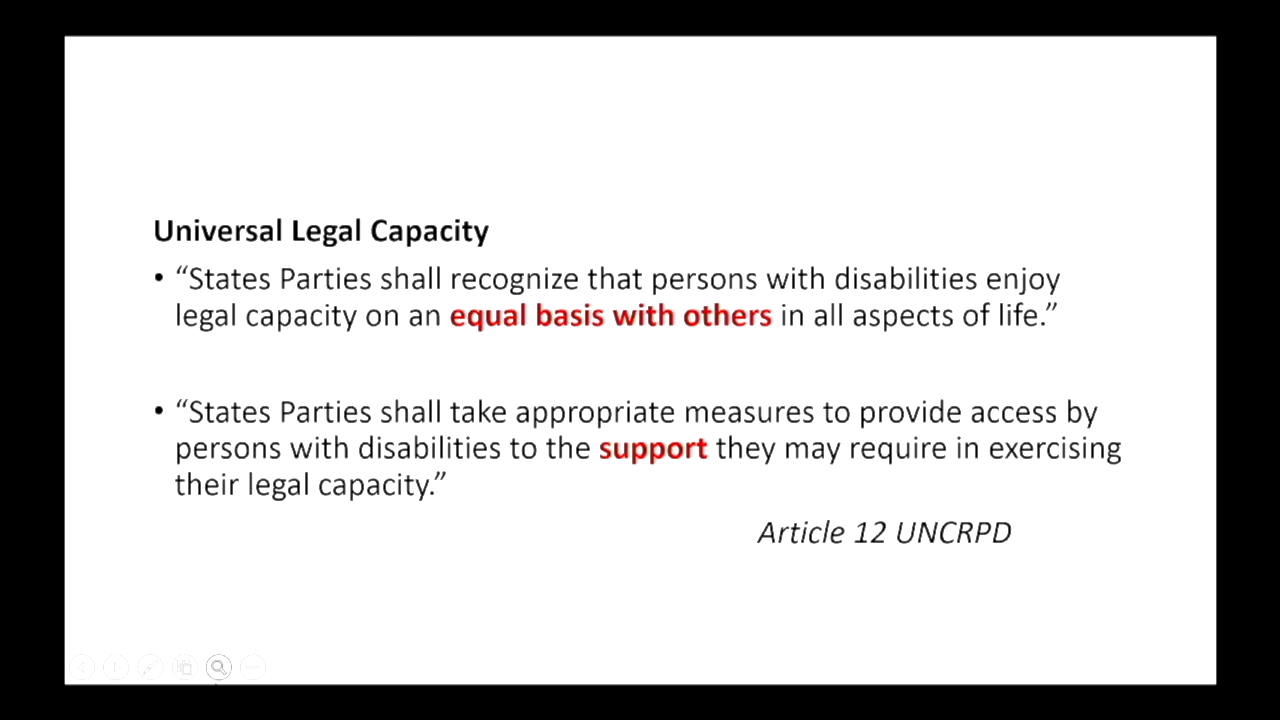 Universal Legal Capacity
• “States Parties shall recognize that persons with disabilities enjoy
legal capacity on an equal basis with others in all aspects of life.”
• “States Parties shall take appropriate measures to provide access by
persons with disabilities to the support they may require in exercising
their legal capacity.”
Article 12 UNCRPD